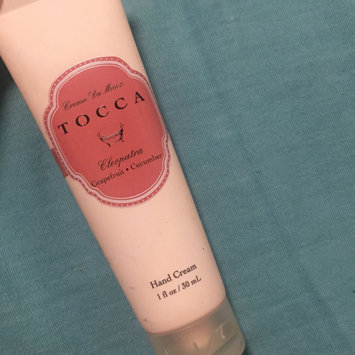 Crema Da Mano
TOCCA
Cleopatra
Grapefruit • Cucumber
Hand Cream
1 fl oz / 30 mL